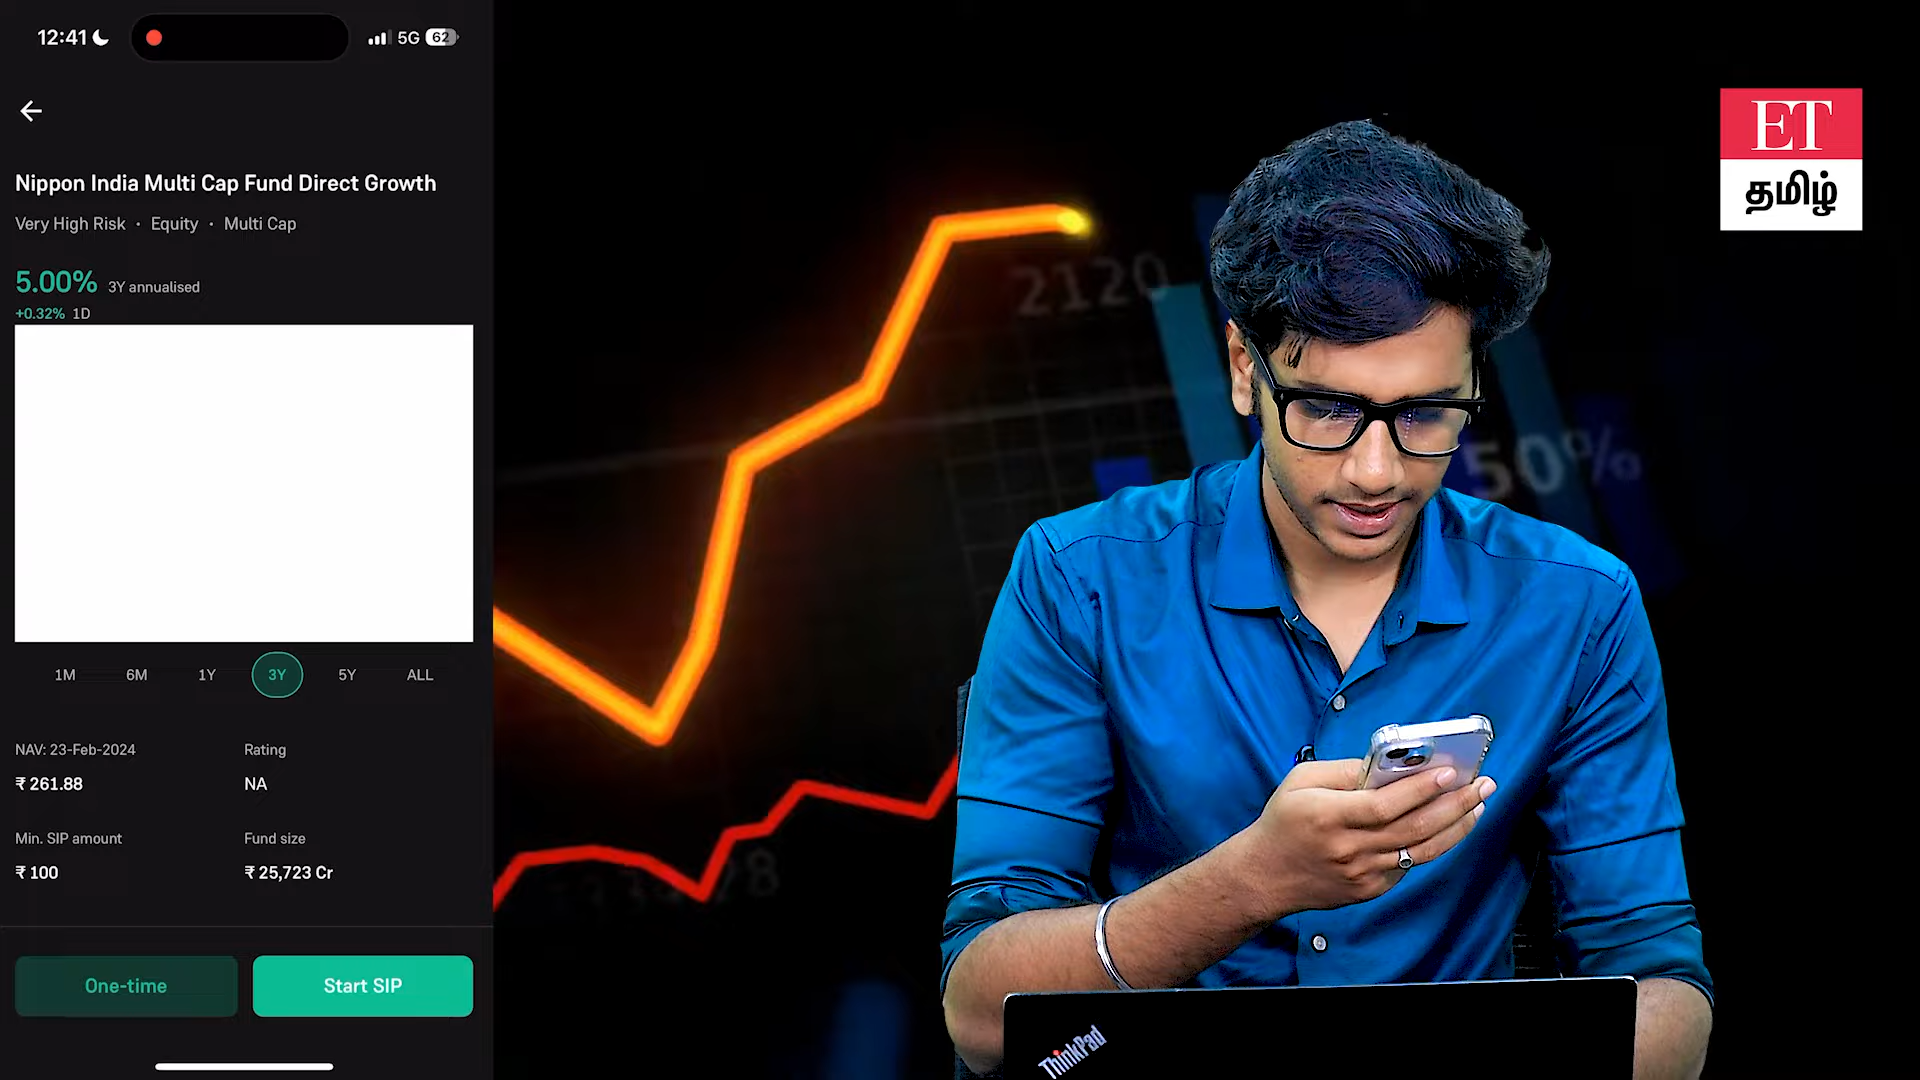 12:41
5G 62
Nippon India Multi Cap Fund Direct Growth
Very High Risk · Equity · Multi Cap
5.00% 3Y annualised
+0.32% 1D
1M 6M 1Y 3Y 5Y ALL
NAV: 23-Feb-2024 Rating
₹ 261.88 NA
Min. SIP amount Fund size
₹ 100 ₹ 25,723 Cr
One-time Start SIP
2120
50%
ET
தமிழ்
ThinkPad